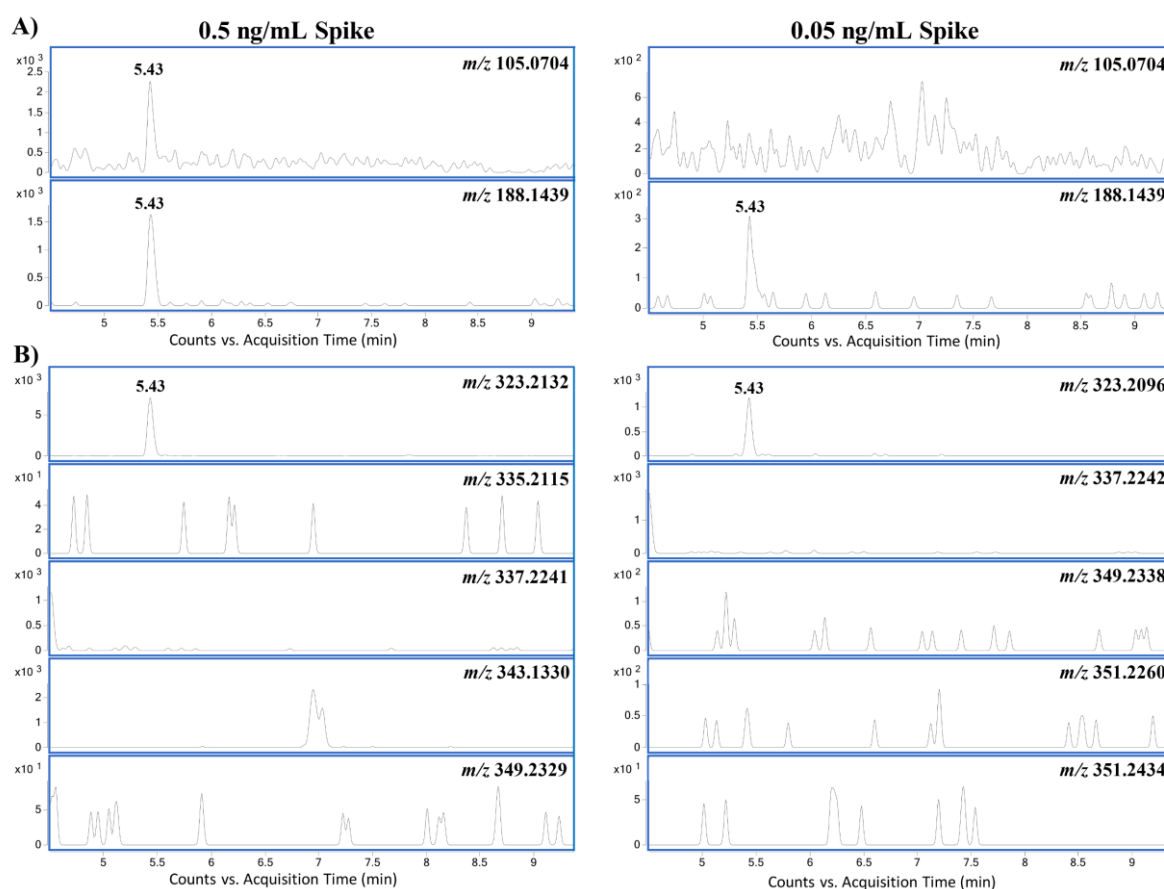 A)
0.5 ng/mL Spike
0.05 ng/mL Spike
x10 3
m/z 105.0704
5.43
2.5
2
1.5
1
0.5
0
x10 3
m/z 188.1439
5.43
1.5
1
0.5
0
5 5.5 6 6.5 7 7.5 8 8.5 9
Counts vs. Acquisition Time (min)
x10 2
m/z 105.0704
6
4
2
0
x10 2
m/z 188.1439
5.43
3
2
1
0
5 5.5 6 6.5 7 7.5 8 8.5 9
Counts vs. Acquisition Time (min)
B)
x10 3
m/z 323.2132
5.43
5
0
x10 1
m/z 335.2115
4
2
0
x10 3
m/z 337.2241
1
0.5
0
x10 3
m/z 343.1330
2
1
0
x10 1
m/z 349.2329
5
0
5 5.5 6 6.5 7 7.5 8 8.5 9
Counts vs. Acquisition Time (min)
x10 3
m/z 323.2096
5.43
1
0.5
0
x10 3
m/z 337.2242
1
0
x10 2
m/z 349.2338
1
0.5
0
x10 2
m/z 351.2260
1
0.5
0
x10 1
m/z 351.2434
5
0
5 5.5 6 6.5 7 7.5 8 8.5 9
Counts vs. Acquisition Time (min)